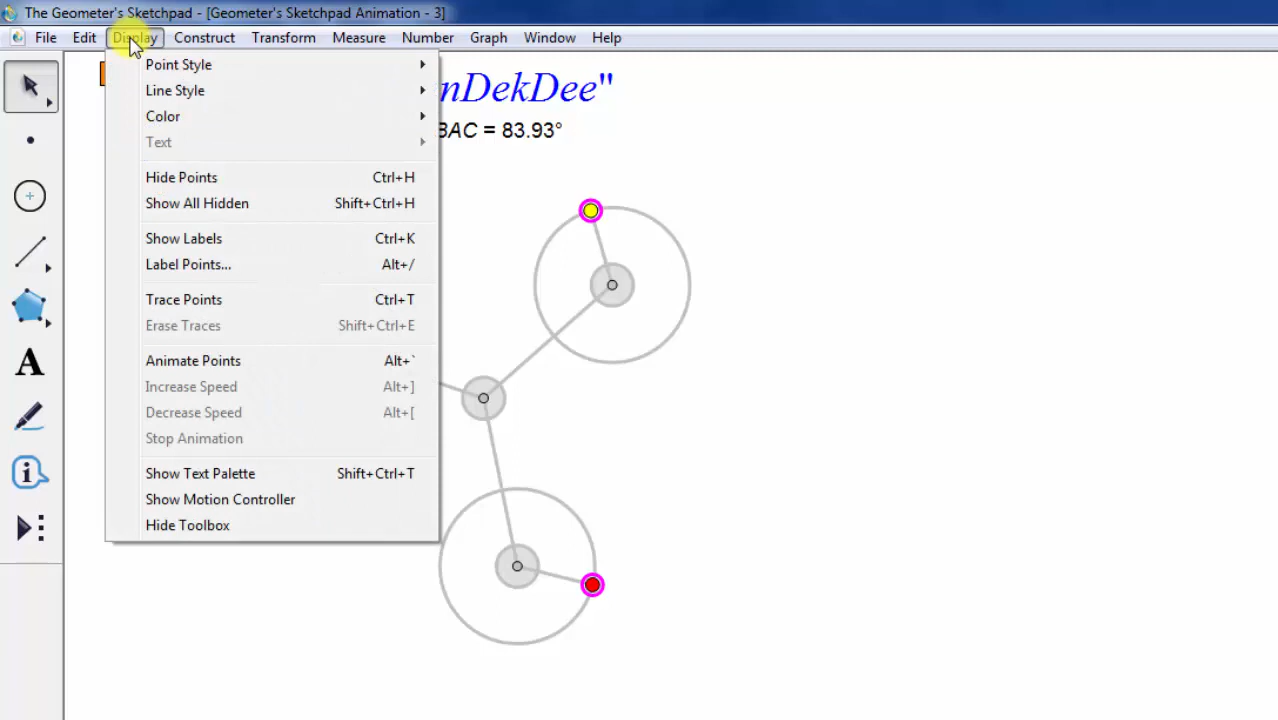 The Geometer's Sketchpad - [Geometer's Sketchpad Animation - 3]
File Edit Display Construct Transform Measure Number Graph Window Help
nDekDee"
BAC = 83.93°
Point Style
Line Style
Color
Text
Hide Points Ctrl+H
Show All Hidden Shift+Ctrl+H
Show Labels Ctrl+K
Label Points... Alt+/
Trace Points Ctrl+T
Erase Traces Shift+Ctrl+E
Animate Points Alt+`
Increase Speed Alt+]
Decrease Speed Alt+[
Stop Animation
Show Text Palette Shift+Ctrl+T
Show Motion Controller
Hide Toolbox
A
i